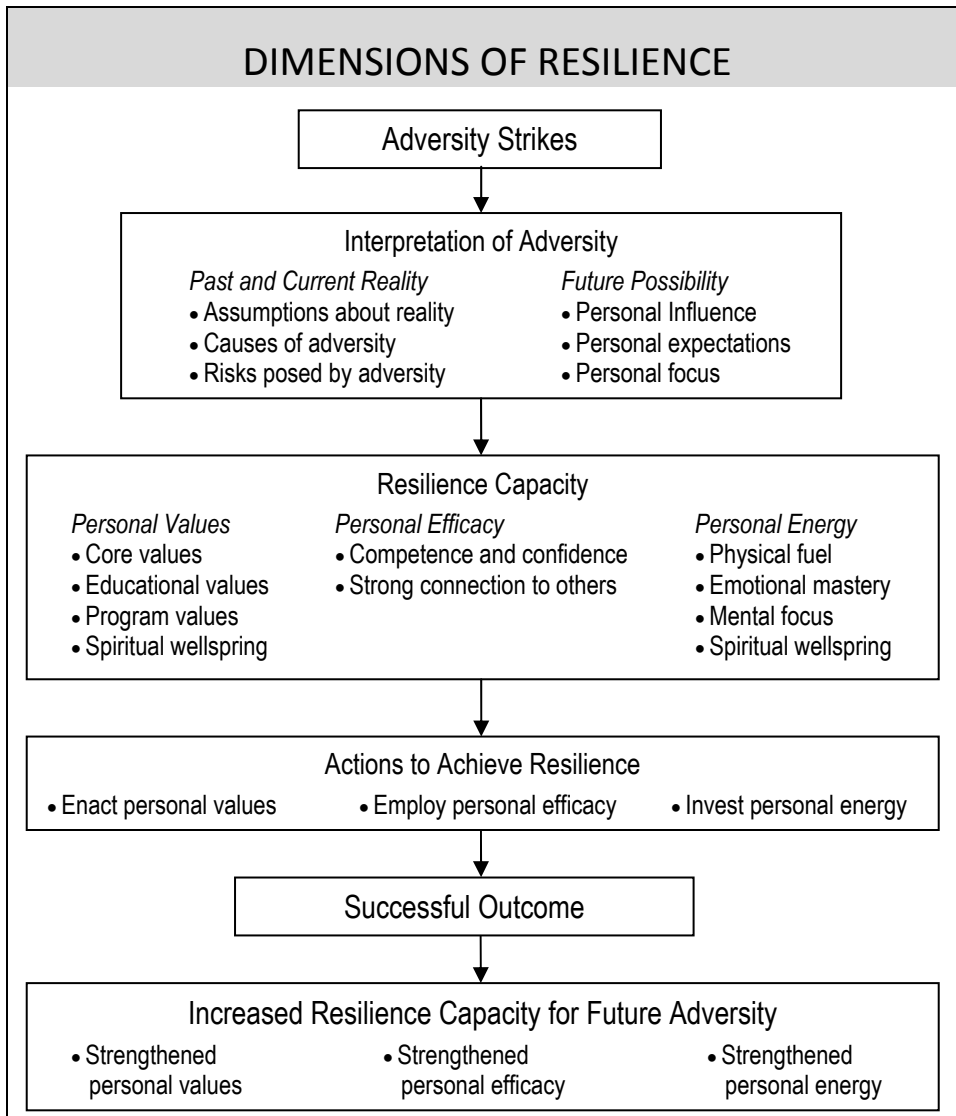 DIMENSIONS OF RESILIENCE
Adversity Strikes
Interpretation of Adversity
Past and Current Reality
• Assumptions about reality
• Causes of adversity
• Risks posed by adversity
Future Possibility
• Personal Influence
• Personal expectations
• Personal focus
Resilience Capacity
Personal Values
• Core values
• Educational values
• Program values
• Spiritual wellspring
Personal Efficacy
• Competence and confidence
• Strong connection to others
Personal Energy
• Physical fuel
• Emotional mastery
• Mental focus
• Spiritual wellspring
Actions to Achieve Resilience
• Enact personal values
• Employ personal efficacy
• Invest personal energy
Successful Outcome
Increased Resilience Capacity for Future Adversity
• Strengthened
personal values
• Strengthened
personal efficacy
• Strengthened
personal energy